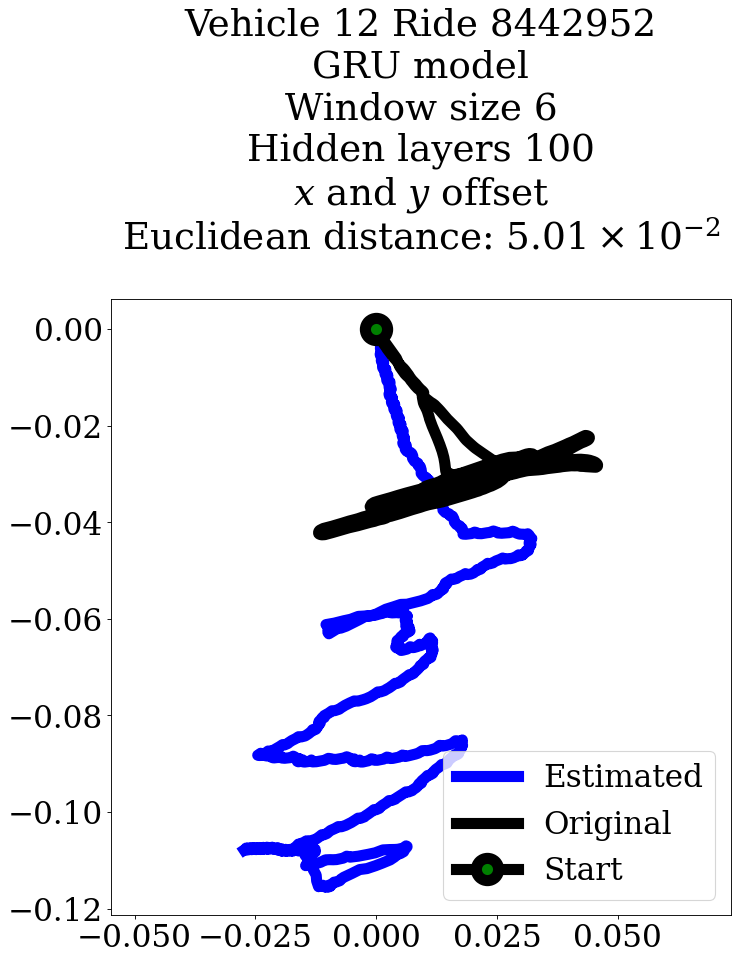 Vehicle 12 Ride 8442952
GRU model
Window size 6
Hidden layers 100
x and y offset
Euclidean distance: 5.01 × 10⁻²
0.00
−0.02
−0.04
−0.06
−0.08
−0.10
−0.12
Estimated
Original
Start
−0.050 −0.025 0.000 0.025 0.050